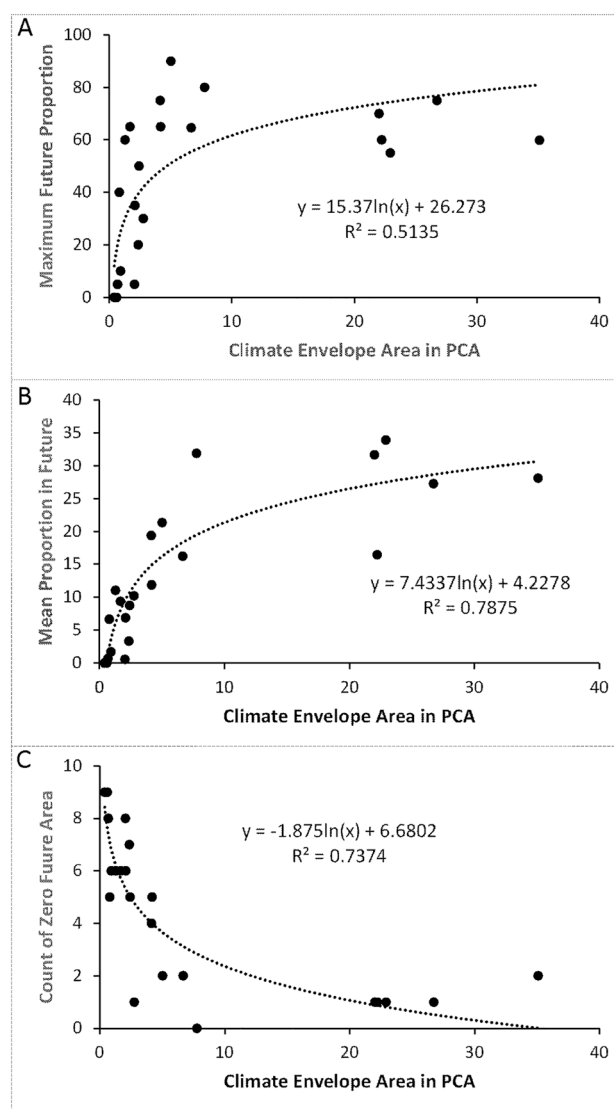 A
100
80
60
40
20
0
Maximum Future Proportion
y = 15.37ln(x) + 26.273
R² = 0.5135
0 10 20 30 40
Climate Envelope Area in PCA
B
40
35
30
25
20
15
10
5
0
Mean Proportion in Future
y = 7.4337ln(x) + 4.2278
R² = 0.7875
0 10 20 30 40
Climate Envelope Area in PCA
C
10
8
6
4
2
0
Count of Zero Fuure Area
y = -1.875ln(x) + 6.6802
R² = 0.7374
0 10 20 30 40
Climate Envelope Area in PCA